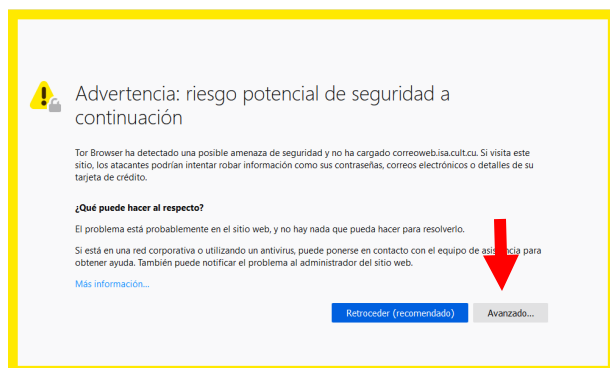 Advertencia: riesgo potencial de seguridad a
continuación
Tor Browser ha detectado una posible amenaza de seguridad y no ha cargado correoweb.isa.cult.cu. Si visita este
sitio, los atacantes podrían intentar robar información como sus contraseñas, correos electrónicos o detalles de su
tarjeta de crédito.
¿Qué puede hacer al respecto?
El problema está probablemente en el sitio web, y no hay nada que pueda hacer para resolverlo.
Si está en una red corporativa o utilizando un antivirus, puede ponerse en contacto con el equipo de asistencia para
obtener ayuda. También puede notificar el problema al administrador del sitio web.
Más información...
Retroceder (recomendado)
Avanzado...